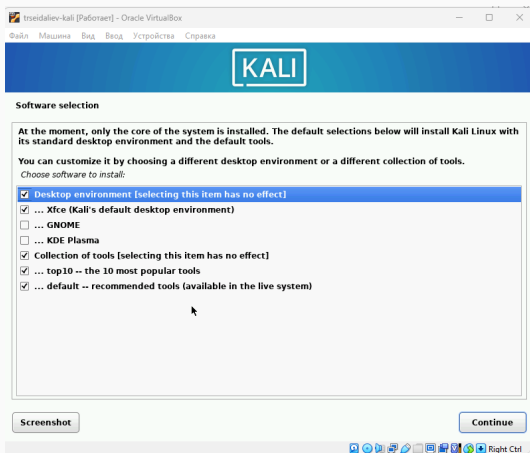 trseidaliev-kali [Работает] - Oracle VirtualBox
Файл Машина Вид Ввод Устройства Справка
KALI
Software selection
At the moment, only the core of the system is installed. The default selections below will install Kali Linux with
its standard desktop environment and the default tools.
You can customize it by choosing a different desktop environment or a different collection of tools.
Choose software to install:
Desktop environment [selecting this item has no effect]
... Xfce (Kali's default desktop environment)
... GNOME
... KDE Plasma
Collection of tools [selecting this item has no effect]
... top10 -- the 10 most popular tools
... default -- recommended tools (available in the live system)
Screenshot
Continue
Right Ctrl